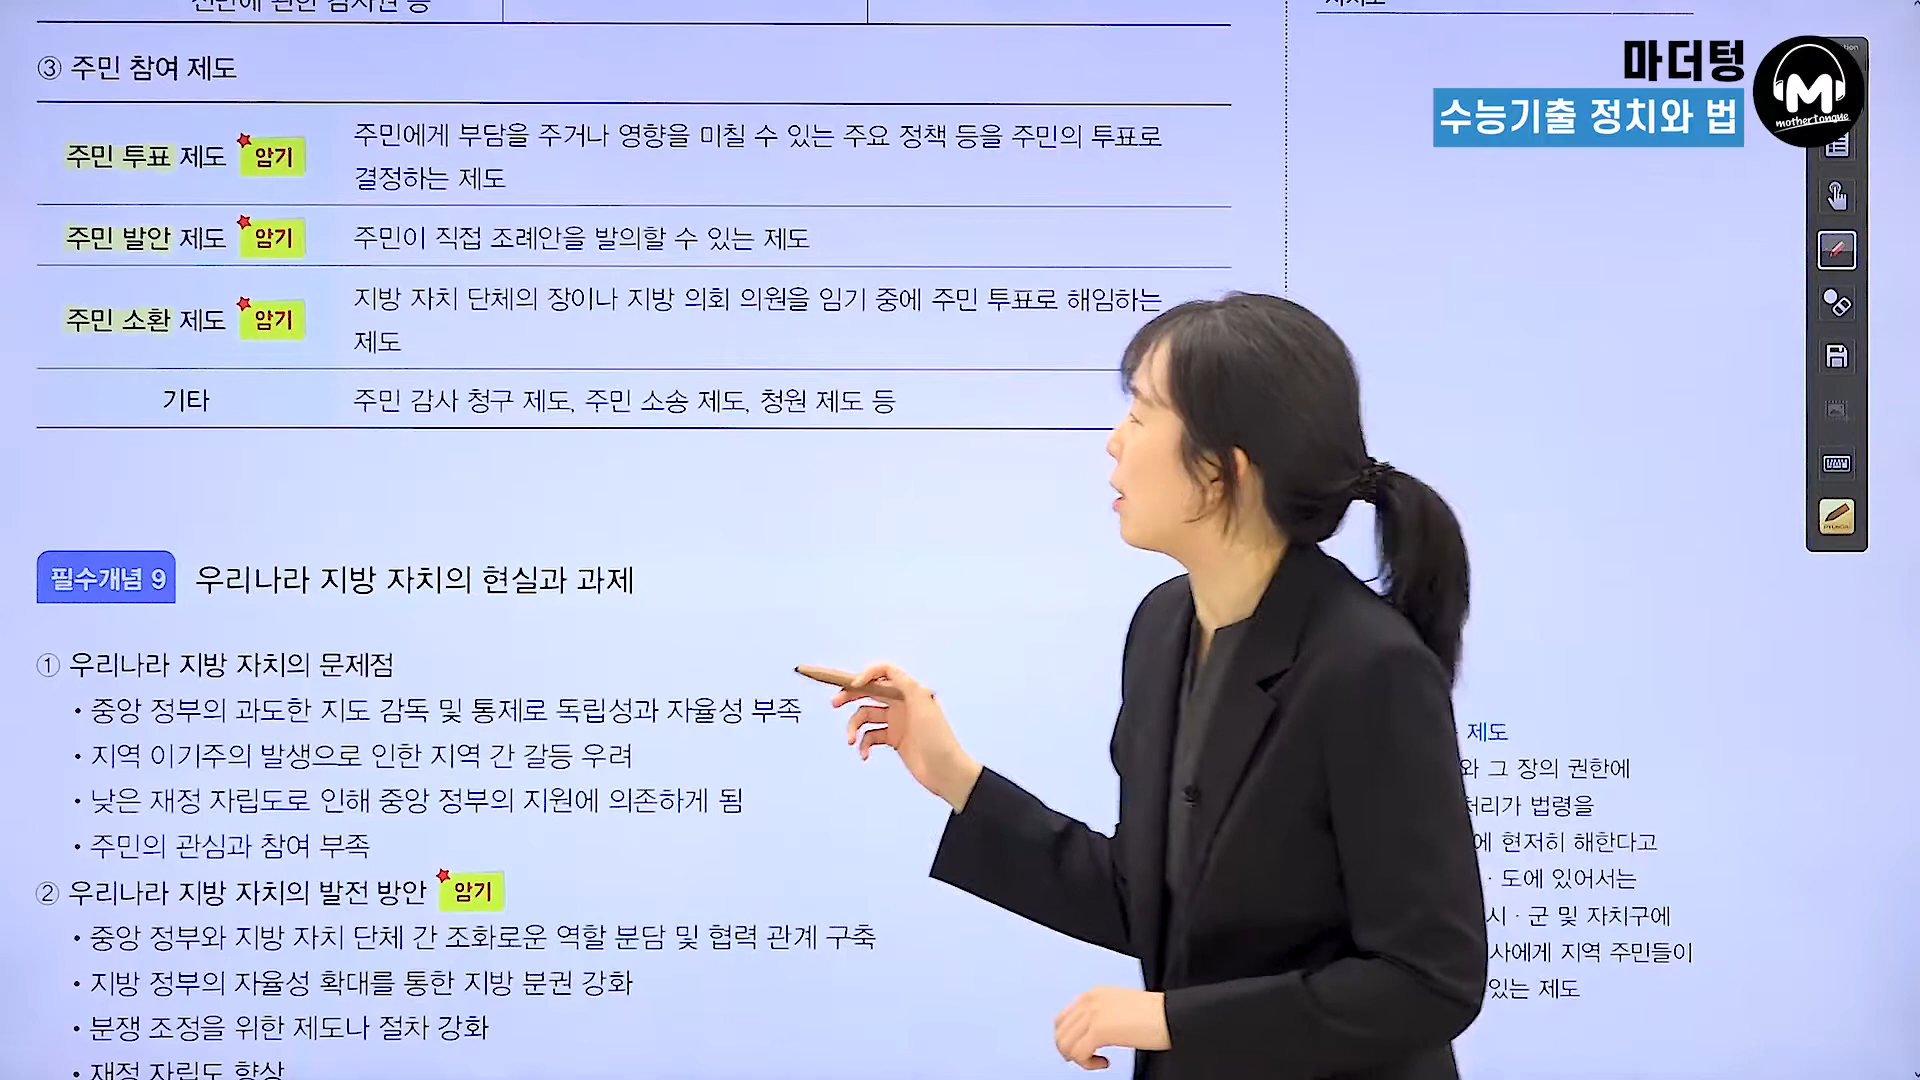 ③ 주민 참여 제도
주민 투표 제도 암기
주민에게 부담을 주거나 영향을 미칠 수 있는 주요 정책 등을 주민의 투표로
결정하는 제도
주민 발안 제도 암기
주민이 직접 조례안을 발의할 수 있는 제도
주민 소환 제도 암기
지방 자치 단체의 장이나 지방 의회 의원을 임기 중에 주민 투표로 해임하는
제도
기타
주민 감사 청구 제도, 주민 소송 제도, 청원 제도 등
필수개념 9 우리나라 지방 자치의 현실과 과제
① 우리나라 지방 자치의 문제점
• 중앙 정부의 과도한 지도 감독 및 통제로 독립성과 자율성 부족
• 지역 이기주의 발생으로 인한 지역 간 갈등 우려
• 낮은 재정 자립도로 인해 중앙 정부의 지원에 의존하게 됨
• 주민의 관심과 참여 부족
② 우리나라 지방 자치의 발전 방안 암기
• 중앙 정부와 지방 자치 단체 간 조화로운 역할 분담 및 협력 관계 구축
• 지방 정부의 자율성 확대를 통한 지방 분권 강화
• 분쟁 조정을 위한 제도나 절차 강화
• 재정 자립도 향상
마더텅
수능기출 정치와 법
M
mothertongue
제도
와 그 장의 권한에
처리가 법령을
에 현저히 해한다고
· 도에 있어서는
시 · 군 및 자치구에
사에게 지역 주민들이
있는 제도